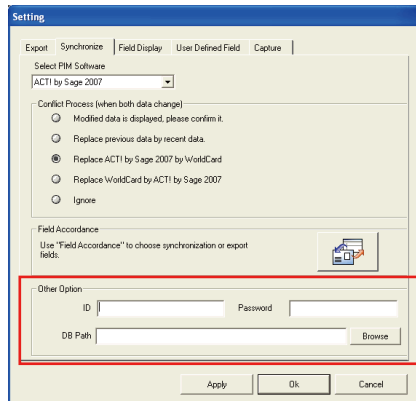 Setting
Export Synchronize Field Display User Defined Field Capture
Select PIM Software
ACT! by Sage 2007
Conflict Process (when both data change)
Modified data is displayed, please confirm it.
Replace previous data by recent data.
Replace ACT! by Sage 2007 by WorldCard
Replace WorldCard by ACT! by Sage 2007
Ignore
Field Accordance
Use "Field Accordance" to choose synchronization or export
fields.
Other Option
ID Password
DB Path Browse
Apply Ok Cancel